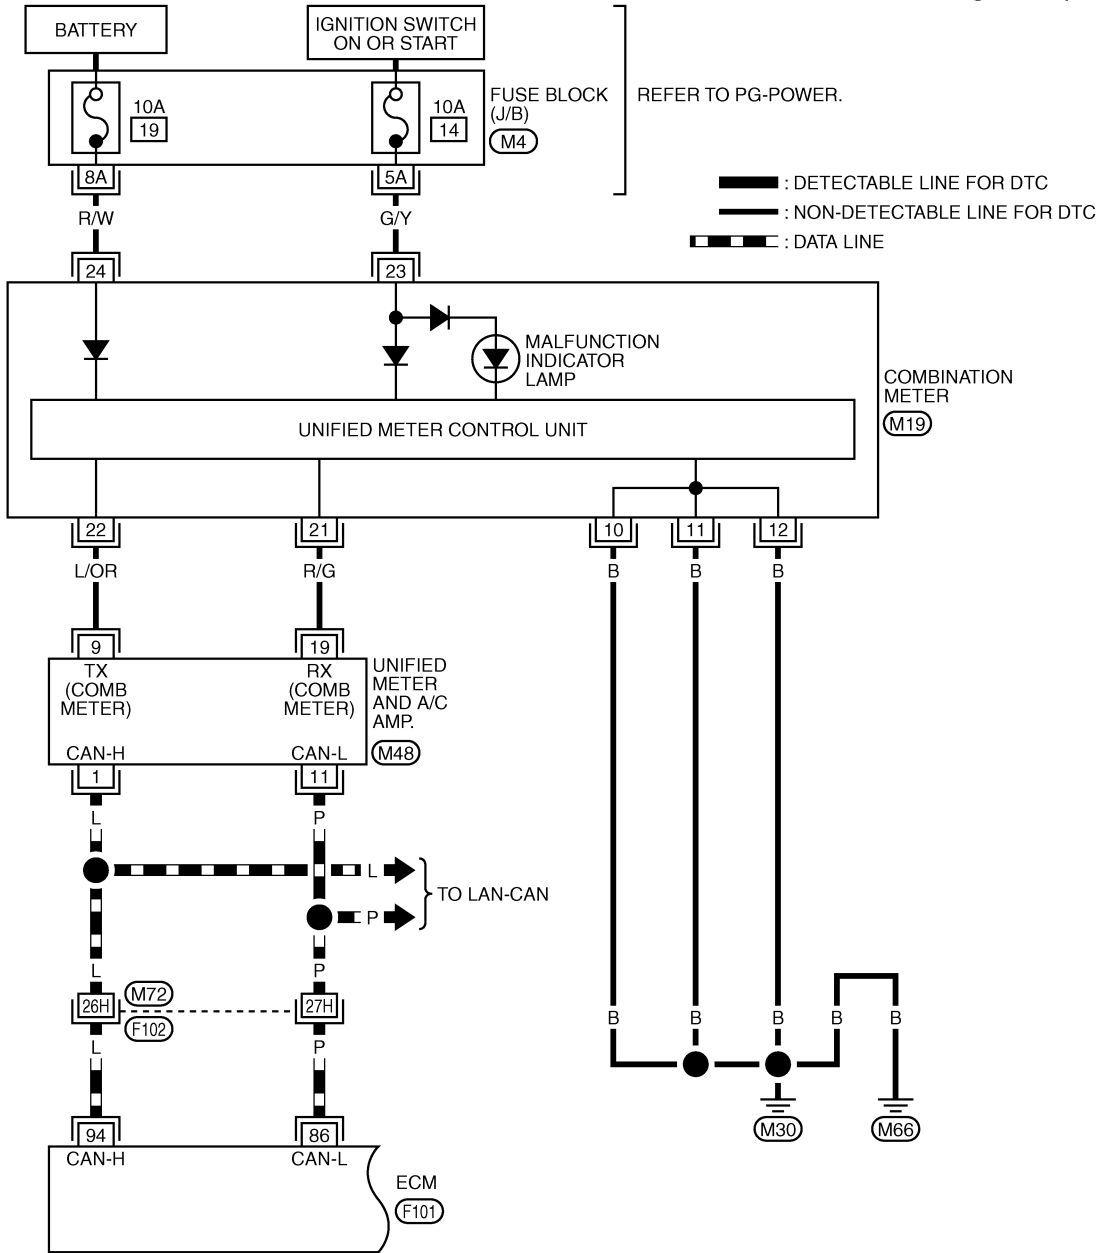 BATTERY
IGNITION SWITCH
ON OR START
10A
19
10A
14
FUSE BLOCK
(J/B)
M4
REFER TO PG-POWER.
8A
5A
R/W
G/Y
: DETECTABLE LINE FOR DTC
: NON-DETECTABLE LINE FOR DTC
: DATA LINE
24
23
MALFUNCTION
INDICATOR
LAMP
COMBINATION
METER
M19
UNIFIED METER CONTROL UNIT
22
21
10
11
12
L/OR
R/G
B
B
B
9
19
TX
(COMB
METER)
RX
(COMB
METER)
UNIFIED
METER
AND A/C
AMP.
M48
CAN-H
CAN-L
1
11
L
P
L
P
TO LAN-CAN
L
P
26H
M72
F102
27H
L
P
B
B
B
B
B
94
86
CAN-H
CAN-L
M30
M66
ECM
F101